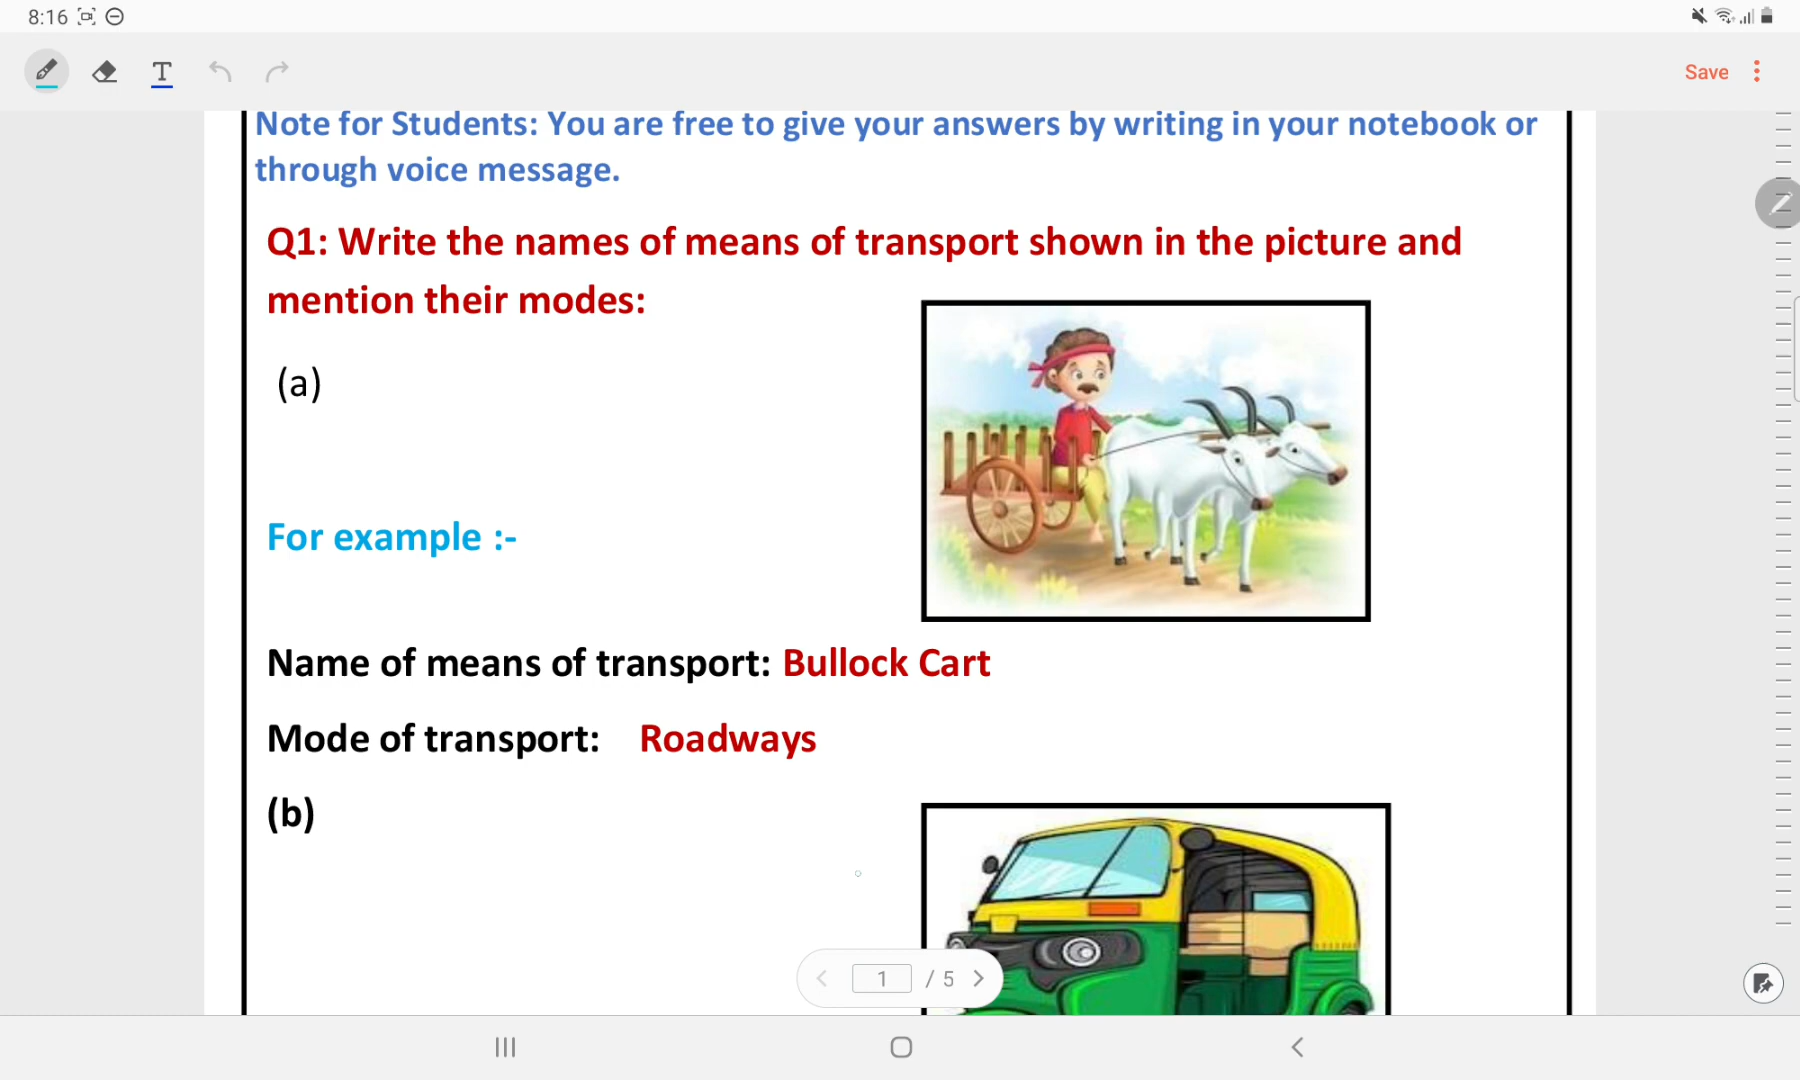 8:16
Save
Note for Students: You are free to give your answers by writing in your notebook or
through voice message.
Q1: Write the names of means of transport shown in the picture and
mention their modes:
(a)
For example :-
Name of means of transport: Bullock Cart
Mode of transport: Roadways
(b)
1 / 5